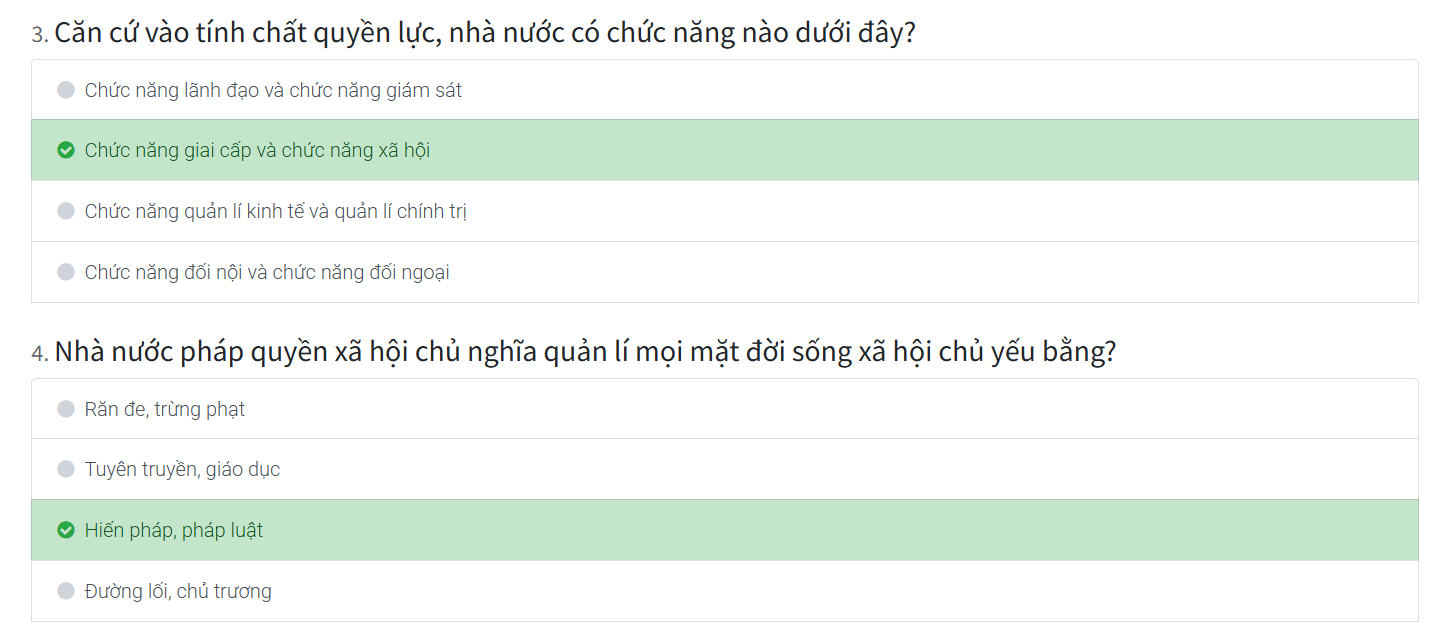 3. Căn cứ vào tính chất quyền lực, nhà nước có chức năng nào dưới đây?
Chức năng lãnh đạo và chức năng giám sát
Chức năng giai cấp và chức năng xã hội
Chức năng quản lí kinh tế và quản lí chính trị
Chức năng đối nội và chức năng đối ngoại
4. Nhà nước pháp quyền xã hội chủ nghĩa quản lí mọi mặt đời sống xã hội chủ yếu bằng?
Răn đe, trừng phạt
Tuyên truyền, giáo dục
Hiến pháp, pháp luật
Đường lối, chủ trương